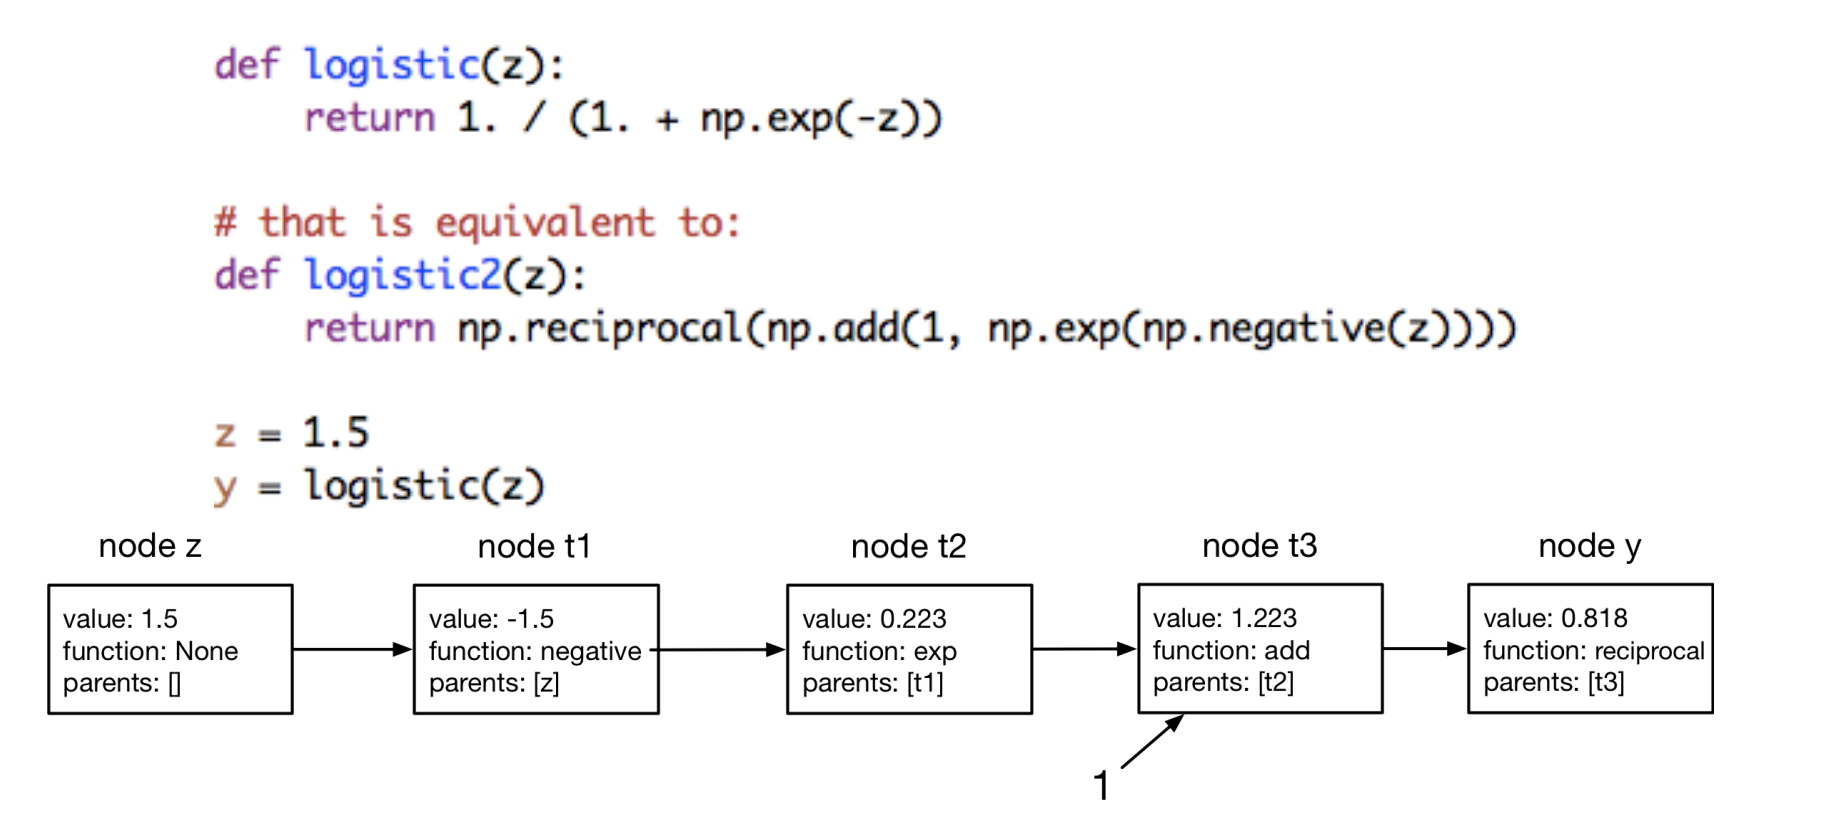 def logistic(z):
    return 1. / (1. + np.exp(-z))
# that is equivalent to:
def logistic2(z):
    return np.reciprocal(np.add(1, np.exp(np.negative(z))))
z = 1.5
y = logistic(z)
node z
node t1
node t2
node t3
node y
value: 1.5
function: None
parents: []
value: -1.5
function: negative
parents: [z]
value: 0.223
function: exp
parents: [t1]
value: 1.223
function: add
parents: [t2]
value: 0.818
function: reciprocal
parents: [t3]
1